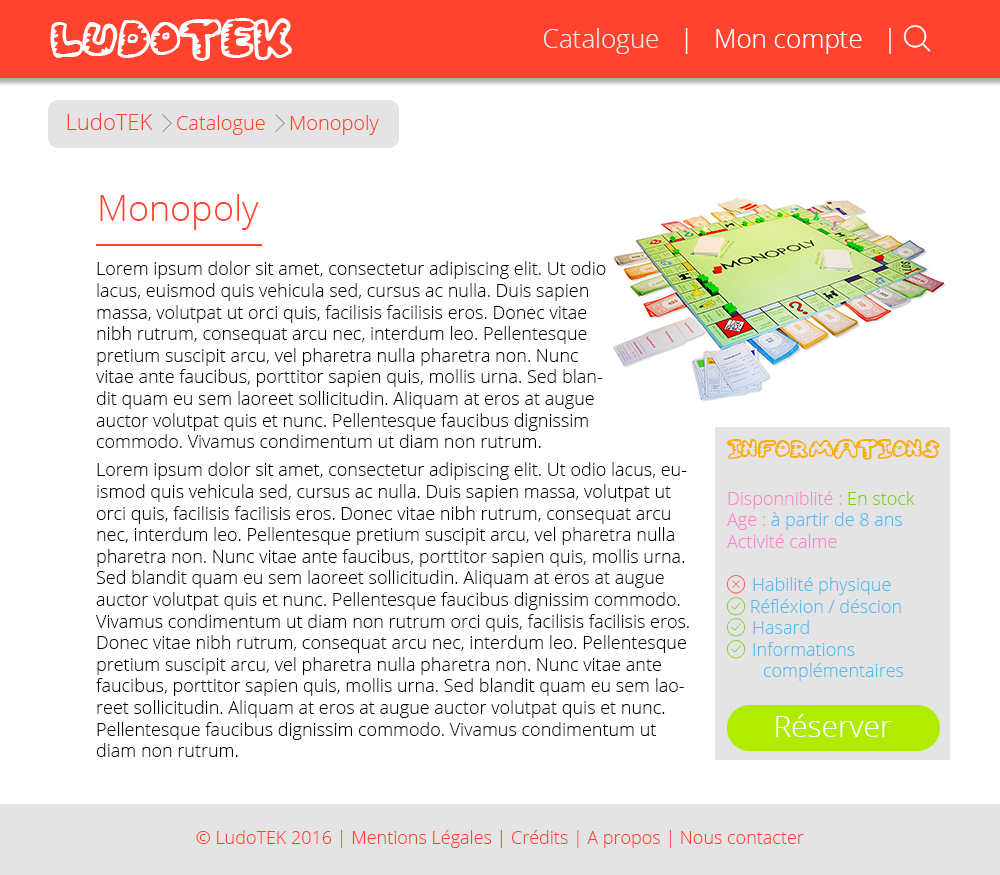 LUDOTEK
Catalogue | Mon compte |
LudoTEK > Catalogue > Monopoly
Monopoly
Lorem ipsum dolor sit amet, consectetur adipiscing elit. Ut odio
lacus, euismod quis vehicula sed, cursus ac nulla. Duis sapien
massa, volutpat ut orci quis, facilisis facilisis eros. Donec vitae
nibh rutrum, consequat arcu nec, interdum leo. Pellentesque
pretium suscipit arcu, vel pharetra nulla pharetra non. Nunc
vitae ante faucibus, porttitor sapien quis, mollis urna. Sed blan-
dit quam eu sem laoreet sollicitudin. Aliquam at eros at augue
auctor volutpat quis et nunc. Pellentesque faucibus dignissim
commodo. Vivamus condimentum ut diam non rutrum.
Lorem ipsum dolor sit amet, consectetur adipiscing elit. Ut odio lacus, eu-
ismod quis vehicula sed, cursus ac nulla. Duis sapien massa, volutpat ut
orci quis, facilisis facilisis eros. Donec vitae nibh rutrum, consequat arcu
nec, interdum leo. Pellentesque pretium suscipit arcu, vel pharetra nulla
pharetra non. Nunc vitae ante faucibus, porttitor sapien quis, mollis urna.
Sed blandit quam eu sem laoreet sollicitudin. Aliquam at eros at augue
auctor volutpat quis et nunc. Pellentesque faucibus dignissim commodo.
Vivamus condimentum ut diam non rutrum orci quis, facilisis facilisis eros.
Donec vitae nibh rutrum, consequat arcu nec, interdum leo. Pellentesque
pretium suscipit arcu, vel pharetra nulla pharetra non. Nunc vitae ante
faucibus, porttitor sapien quis, mollis urna. Sed blandit quam eu sem lao-
reet sollicitudin. Aliquam at eros at augue auctor volutpat quis et nunc.
Pellentesque faucibus dignissim commodo. Vivamus condimentum ut
diam non rutrum.
MONOPOLY
INFORMATIONS
Disponniblité : En stock
Age : à partir de 8 ans
Activité calme
Habilité physique
Réfléxion / déscion
Hasard
Informations
complémentaires
Réserver
© LudoTEK 2016 | Mentions Légales | Crédits | A propos | Nous contacter